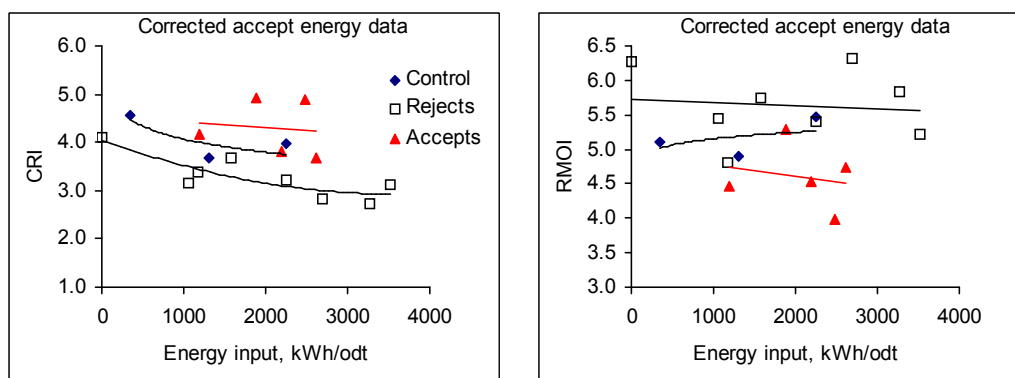 Corrected accept energy data
6.0
5.0
4.0
3.0
2.0
1.0
CRI
0 1000 2000 3000 4000
Energy input, kWh/odt
Control
Rejects
Accepts
Corrected accept energy data
6.5
6.0
5.5
5.0
4.5
4.0
3.5
3.0
RMOI
0 1000 2000 3000 4000
Energy input, kWh/odt